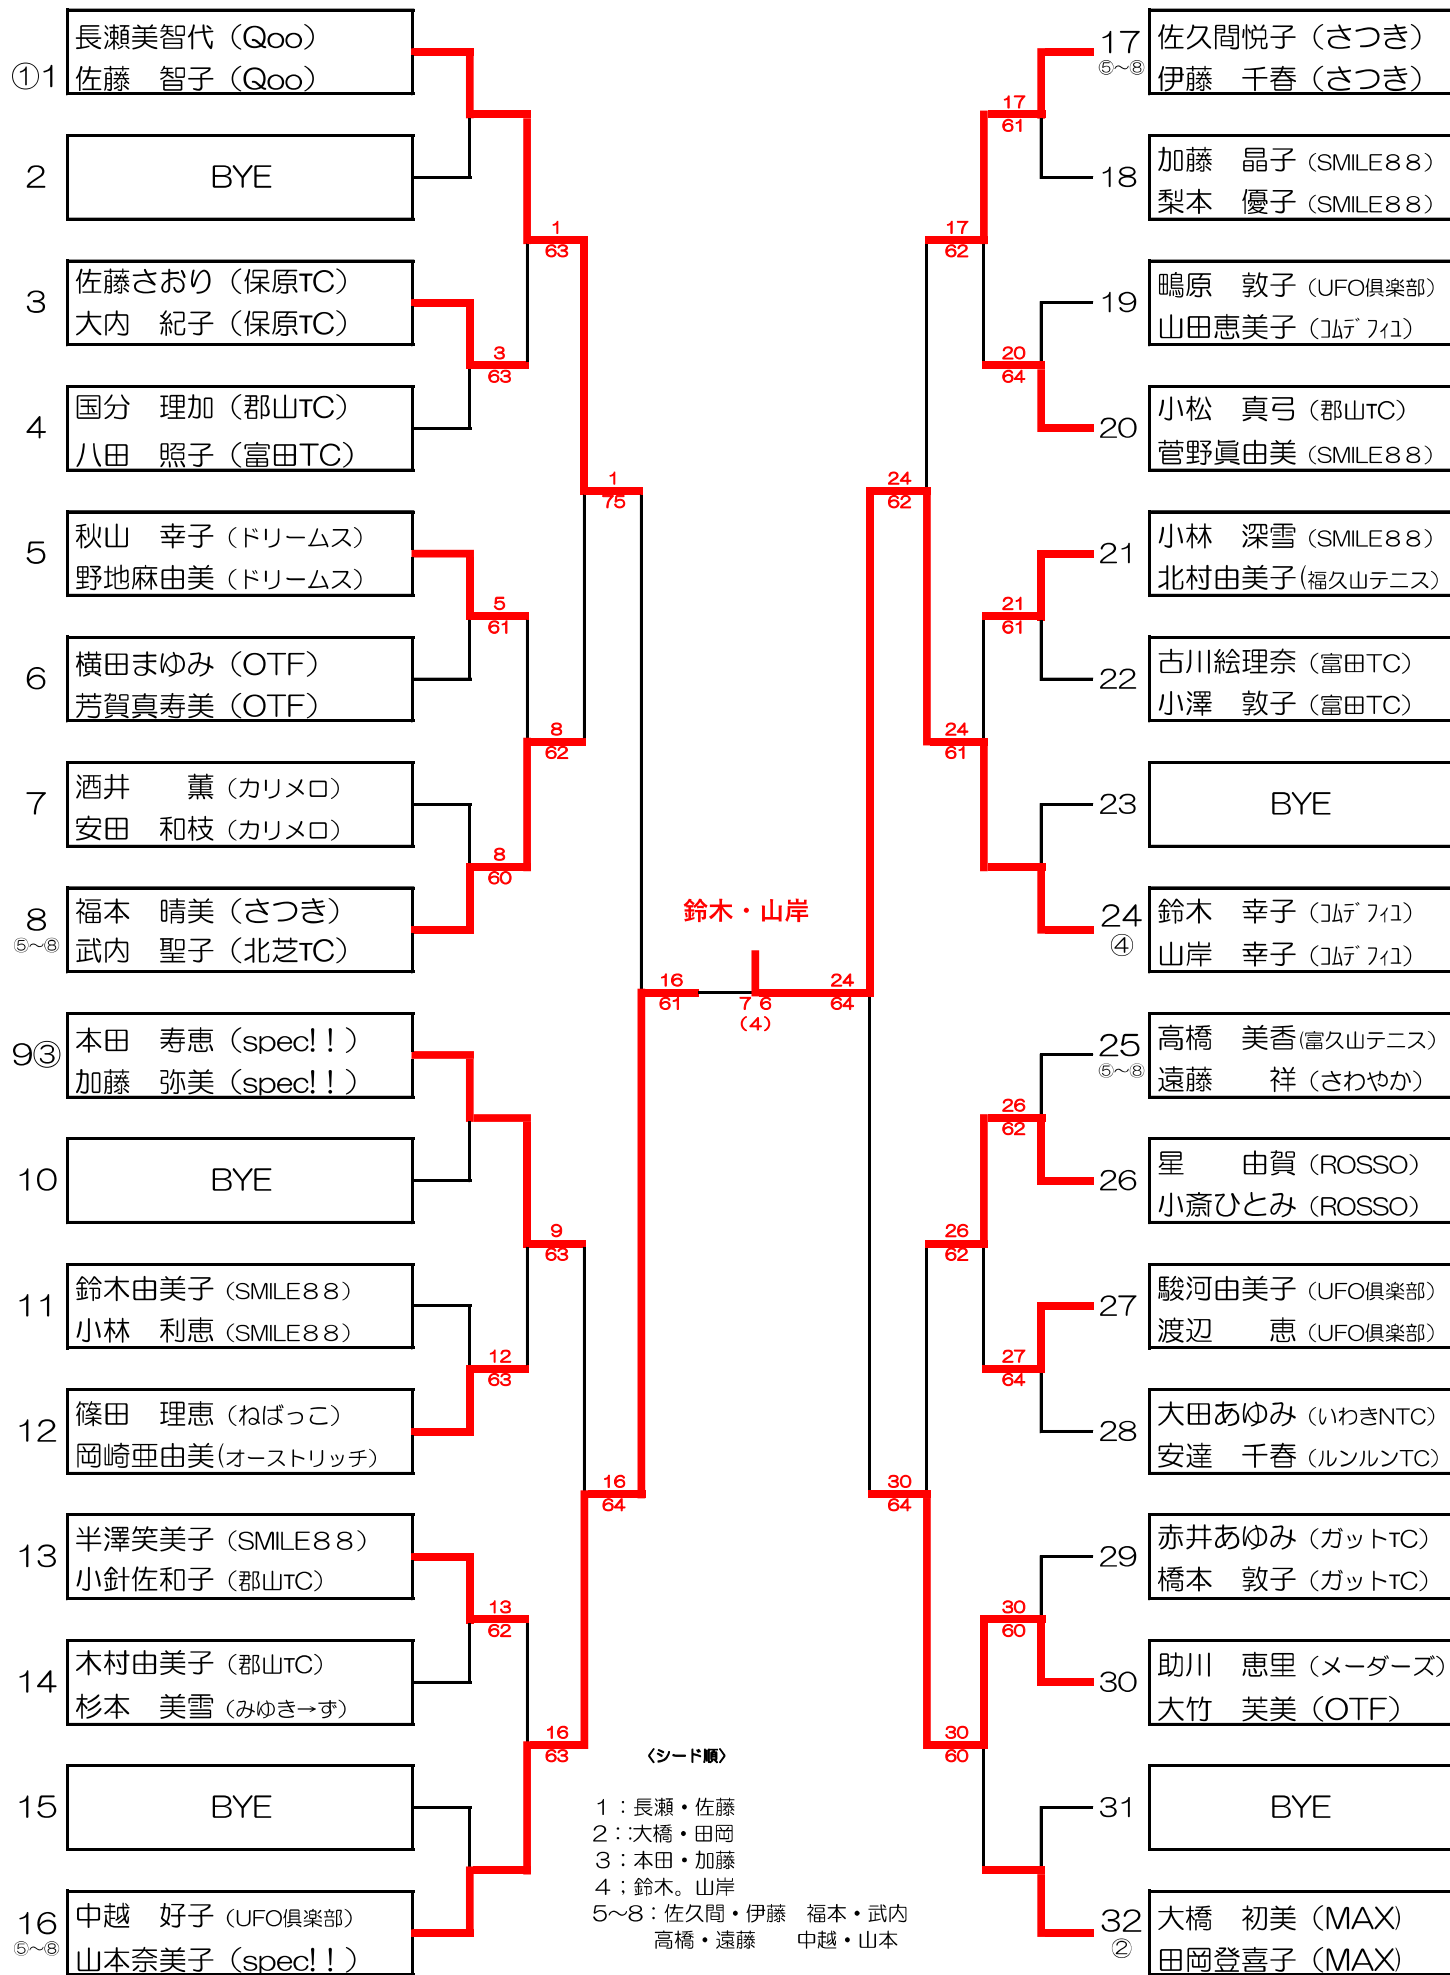 ①1
長瀬美智代（Qoo）
佐藤　智子（Qoo）
2
BYE
1
63
3
佐藤さおり（保原TC）
大内　紀子（保原TC）
3
63
4
国分　理加（郡山TC）
八田　照子（富田TC）
1
75
5
秋山　幸子（ドリームス）
野地麻由美（ドリームス）
5
61
6
横田まゆみ（OTF）
芳賀真寿美（OTF）
8
62
7
酒井　　薫（カリメロ）
安田　和枝（カリメロ）
8
60
8
⑤～⑧
福本　晴美（さつき）
武内　聖子（北芝TC）
16
61
9③
本田　寿恵（spec!！）
加藤　弥美（spec!！）
10
BYE
9
63
11
鈴木由美子（SMILE８８）
小林　利恵（SMILE８８）
12
63
12
篠田　理恵（ねばっこ）
岡崎亜由美(オーストリッチ）
16
64
13
半澤笑美子（SMILE８８）
小針佐和子（郡山TC）
13
62
14
木村由美子（郡山TC）
杉本　美雪（みゆき→ず）
16
63
15
BYE
16
⑤～⑧
中越　好子（UFO倶楽部）
山本奈美子（spec!！）
鈴木・山岸
7 6
（4）
17
⑤～⑧
佐久間悦子（さつき）
伊藤　千春（さつき）
17
61
18
加藤　晶子（SMILE８８）
梨本　優子（SMILE８８）
17
62
19
鴫原　敦子（UFO倶楽部）
山田恵美子（ｺﾑﾃﾞﾌｨﾕ）
20
64
20
小松　真弓（郡山TC）
菅野眞由美（SMILE８８）
24
62
21
小林　深雪（SMILE８８）
北村由美子(福久山テニス）
21
61
22
古川絵理奈（富田TC）
小澤　敦子（富田TC）
24
61
23
BYE
24
④
鈴木　幸子（ｺﾑﾃﾞﾌｨﾕ）
山岸　幸子（ｺﾑﾃﾞﾌｨﾕ）
24
64
25
⑤～⑧
高橋　美香(富久山テニス）
遠藤　　祥（さわやか）
26
62
26
星　　由賀（ROSSO）
小斎ひとみ（ROSSO）
26
62
27
駿河由美子（UFO倶楽部）
渡辺　　恵（UFO倶楽部）
27
64
28
大田あゆみ（いわきNTC）
安達　千春（ルンルンTC）
30
64
29
赤井あゆみ（ガットTC）
橋本　敦子（ガットTC）
30
60
30
助川　恵里（メーダーズ）
大竹　芙美（OTF）
30
60
31
BYE
32
②
大橋　初美（MAX）
田岡登喜子（MAX）
〈シード順〉
1：長瀬・佐藤
2：:大橋・田岡
3：本田・加藤
4；鈴木。山岸
5～8：佐久間・伊藤　福本・武内
高橋・遠藤　　中越・山本